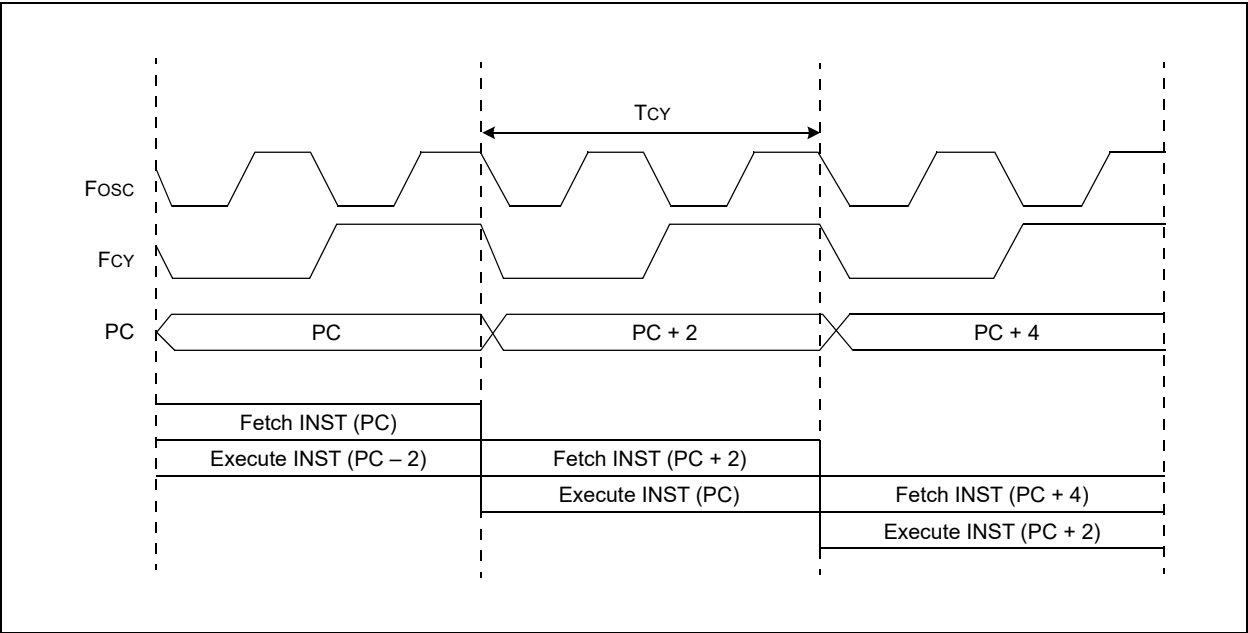 TCY
FOSC
FCY
PC PC PC + 2 PC + 4
Fetch INST (PC)
Execute INST (PC – 2) Fetch INST (PC + 2)
Execute INST (PC) Fetch INST (PC + 4)
Execute INST (PC + 2)